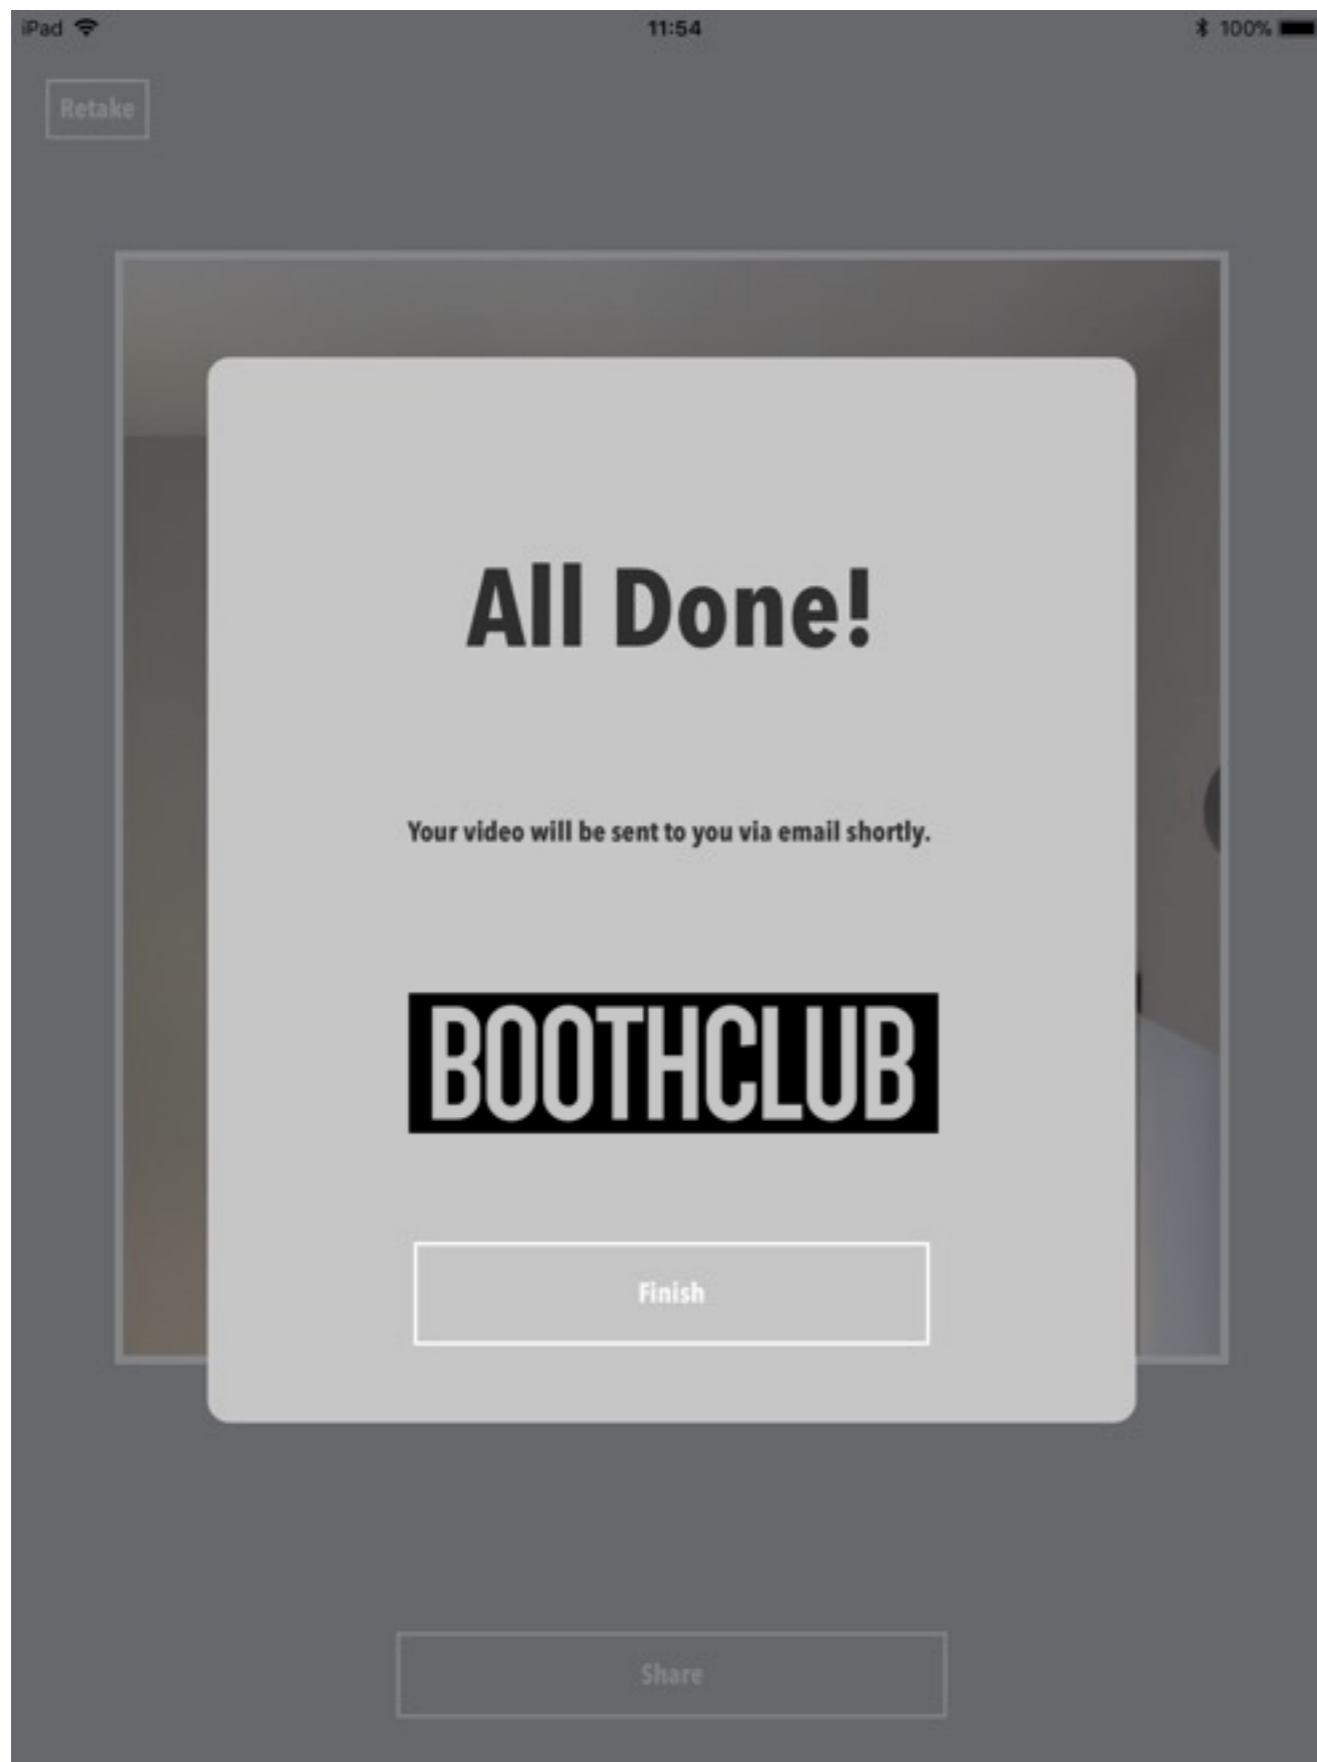 iPad 11:54 100%
Retake
All Done!
Your video will be sent to you via email shortly.
BOOTHCLUB
Finish
Share